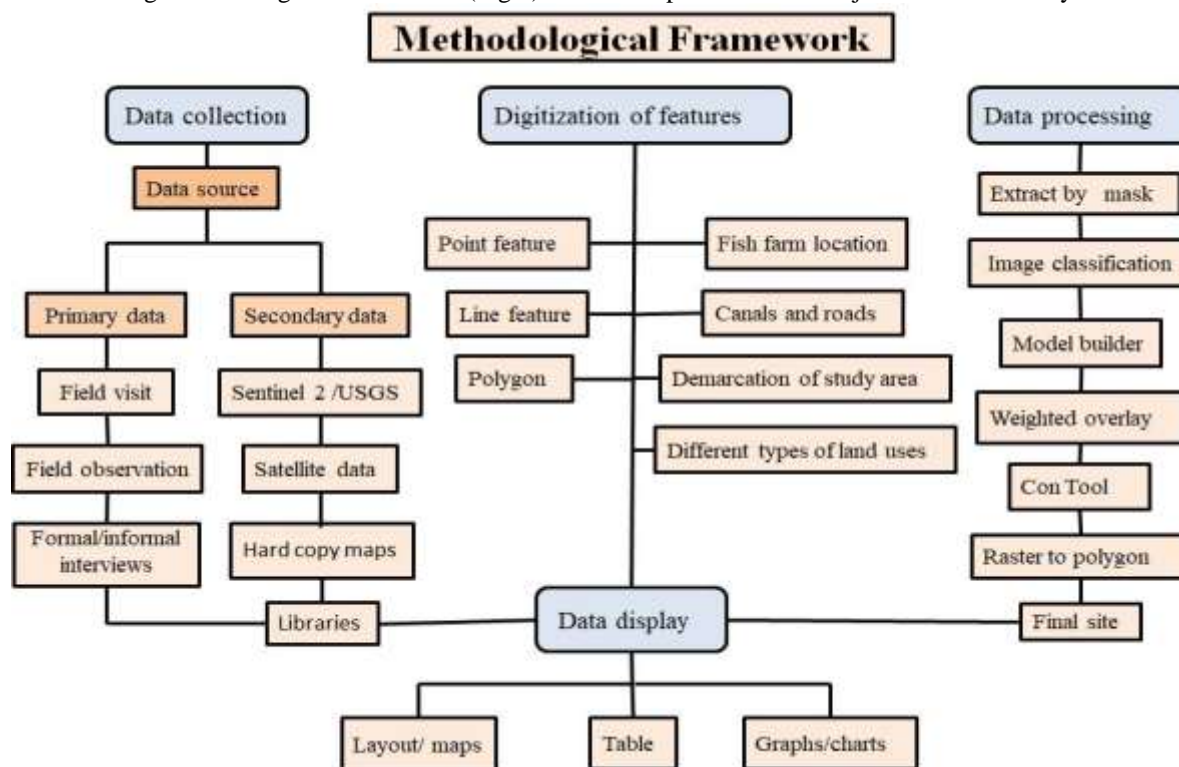 Methodological Framework
Data collection
Digitization of features
Data processing
Data source
Extract by mask
Point feature
Fish farm location
Image classification
Primary data
Secondary data
Line feature
Canals and roads
Model builder
Field visit
Sentinel 2 /USGS
Polygon
Demarcation of study area
Weighted overlay
Field observation
Satellite data
Different types of land uses
Con Tool
Formal/informal
interviews
Hard copy maps
Raster to polygon
Libraries
Data display
Final site
Layout/ maps
Table
Graphs/charts